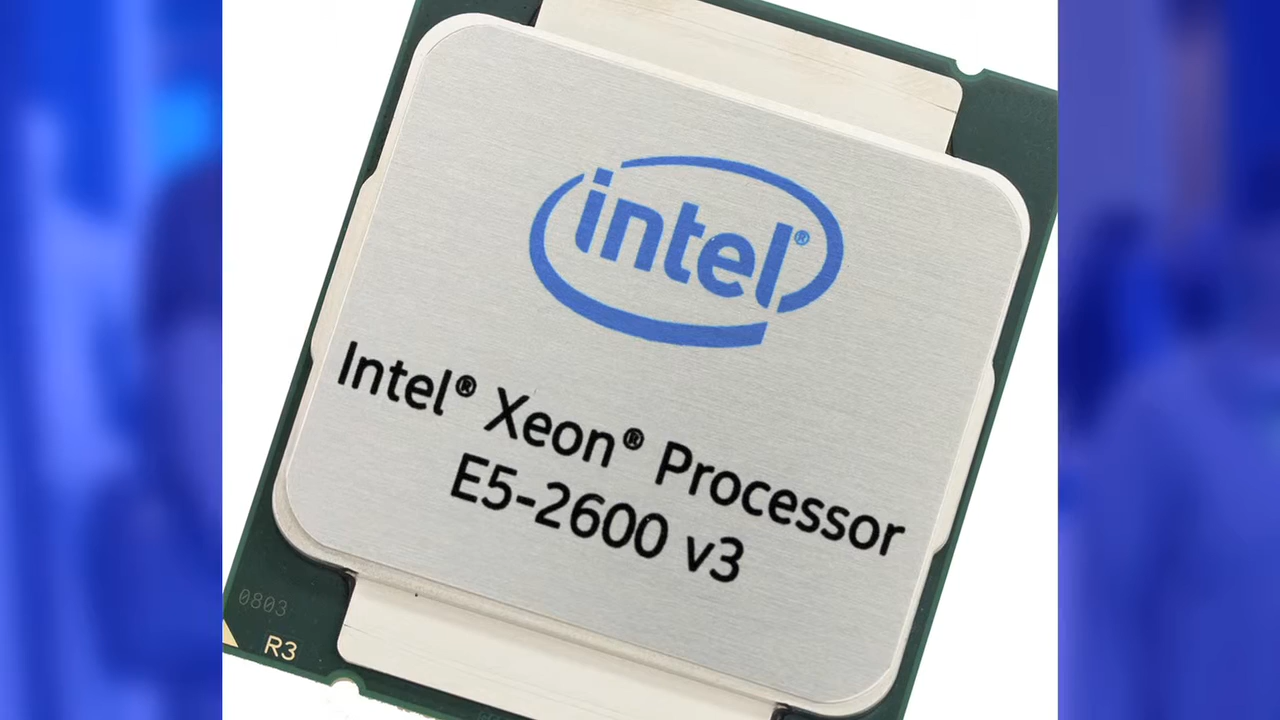 intel®
Intel® Xeon® Processor
E5-2600 v3
0803
R3